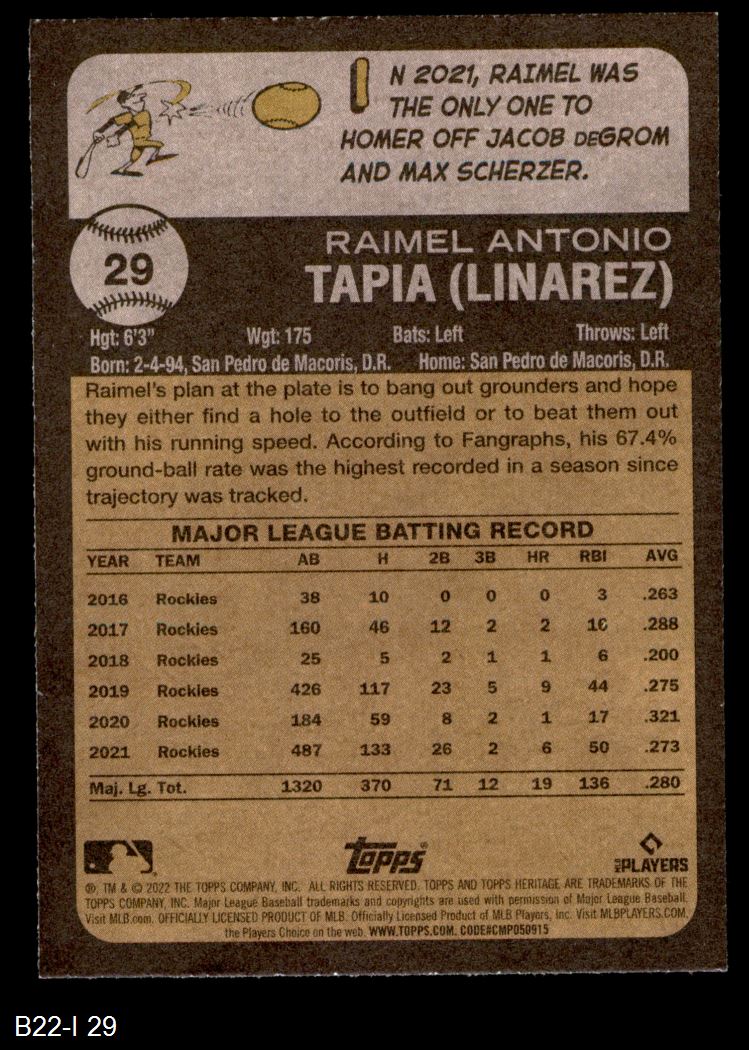 IN 2021, RAIMEL WAS
THE ONLY ONE TO
HOMER OFF JACOB DEGROM
AND MAX SCHERZER.
29
RAIMEL ANTONIO
TAPIA (LINAREZ)
Hgt: 6'3" Wgt: 175 Bats: Left Throws: Left
Born: 2-4-94, San Pedro de Macoris, D.R. Home: San Pedro de Macoris, D.R.
Raimel's plan at the plate is to bang out grounders and hope
they either find a hole to the outfield or to beat them out
with his running speed. According to Fangraphs, his 67.4%
ground-ball rate was the highest recorded in a season since
trajectory was tracked.
MAJOR LEAGUE BATTING RECORD
YEAR TEAM AB H 2B 3B HR RBI AVG
2016 Rockies 38 10 0 0 0 3 .263
2017 Rockies 160 46 12 2 2 16 .288
2018 Rockies 25 5 2 1 1 6 .200
2019 Rockies 426 117 23 5 9 44 .275
2020 Rockies 184 59 8 2 1 17 .321
2021 Rockies 487 133 26 2 6 50 .273
Maj. Lg. Tot. 1320 370 71 12 19 136 .280
topps®
MLB PLAYERS
®, TM & © 2022 THE TOPPS COMPANY, INC. ALL RIGHTS RESERVED. TOPPS AND TOPPS HERITAGE ARE TRADEMARKS OF THE
TOPPS COMPANY, INC. Major League Baseball trademarks and copyrights are used with permission of Major League Baseball.
Visit MLB.com. OFFICIALLY LICENSED PRODUCT OF MLB. Officially Licensed Product of MLB Players, Inc. Visit MLBPLAYERS.COM,
the Players Choice on the web. WWW.TOPPS.COM. CODE#CMP050915
B22-I 29